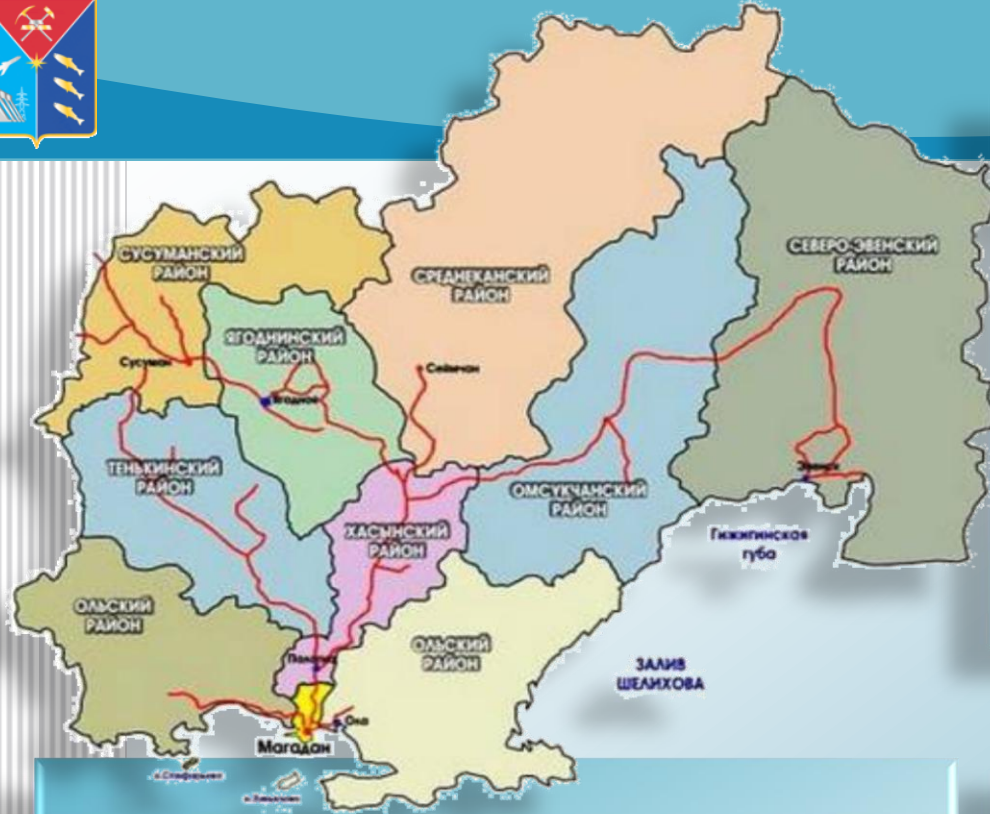 СУСУМАНСКИЙ
РАЙОН
СЕВЕРО-ЭВЕНСКИЙ
РАЙОН
СРЕДНЕКАНСКИЙ
РАЙОН
ЯГОДНИНСКИЙ
РАЙОН
Сусуман
Сеймчан
Ягодное
ТЕНЬКИНСКИЙ
РАЙОН
Эвенск
ОМСУКЧАНСКИЙ
РАЙОН
ХАСЫНСКИЙ
РАЙОН
Гижигинская
губа
ОЛЬСКИЙ
РАЙОН
ОЛЬСКИЙ
РАЙОН
Палатка
ЗАЛИВ
ШЕЛИХОВА
Ола
Магадан